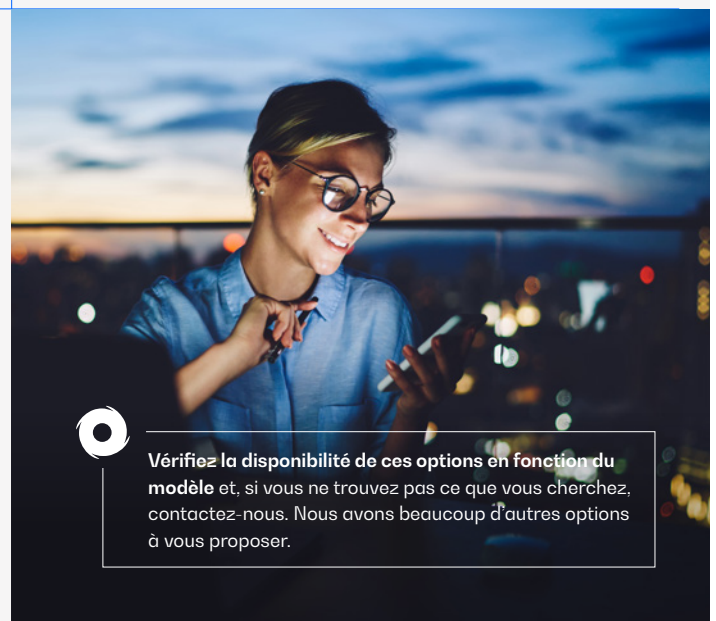 Vérifiez la disponibilité de ces options en fonction du
modèle et, si vous ne trouvez pas ce que vous cherchez,
contactez-nous. Nous avons beaucoup d'autres options
à vous proposer.